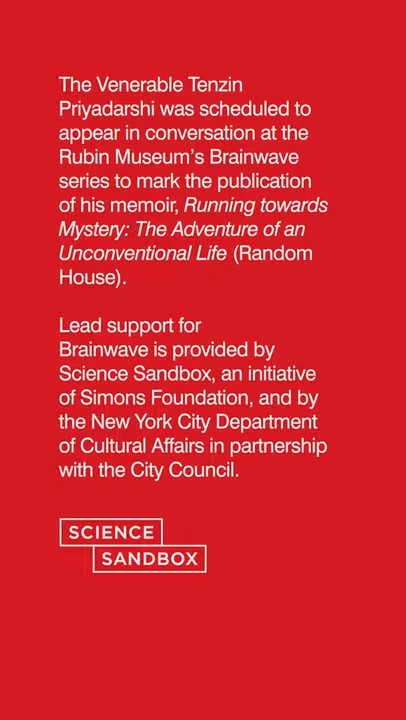 The Venerable Tenzin
Priyadarshi was scheduled to
appear in conversation at the
Rubin Museum’s Brainwave
series to mark the publication
of his memoir, Running towards
Mystery: The Adventure of an
Unconventional Life (Random
House).
Lead support for
Brainwave is provided by
Science Sandbox, an initiative
of Simons Foundation, and by
the New York City Department
of Cultural Affairs in partnership
with the City Council.
SCIENCE
SANDBOX